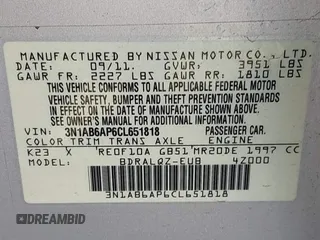 MANUFACTURED BY NISSAN MOTOR CO., LTD.
DATE: 09/11. GVWR: 3951 LBS
GAWR FR: 2227 LBS GAWR RR: 1810 LBS
THIS VEHICLE CONFORMS TO ALL
APPLICABLE FEDERAL MOTOR
VEHICLE SAFETY, BUMPER, AND
THEFT PREVENTION STANDARDS
IN EFFECT ON THE DATE OF
MANUFACTURE SHOWN ABOVE.
SEE OWNER'S MANUAL FOR
ADDITIONAL INFORMATION
VIN: 3N1AB6AP6CL651818 PASSENGER CAR.
COLOR TRIM TRANS AXLE ENGINE
K23 X RE0F10A GB51 MR20DE 1997 CC
MODEL BDRALQZ-EUB 4Z000
3N1AB6AP6CL651818
DREAMBID